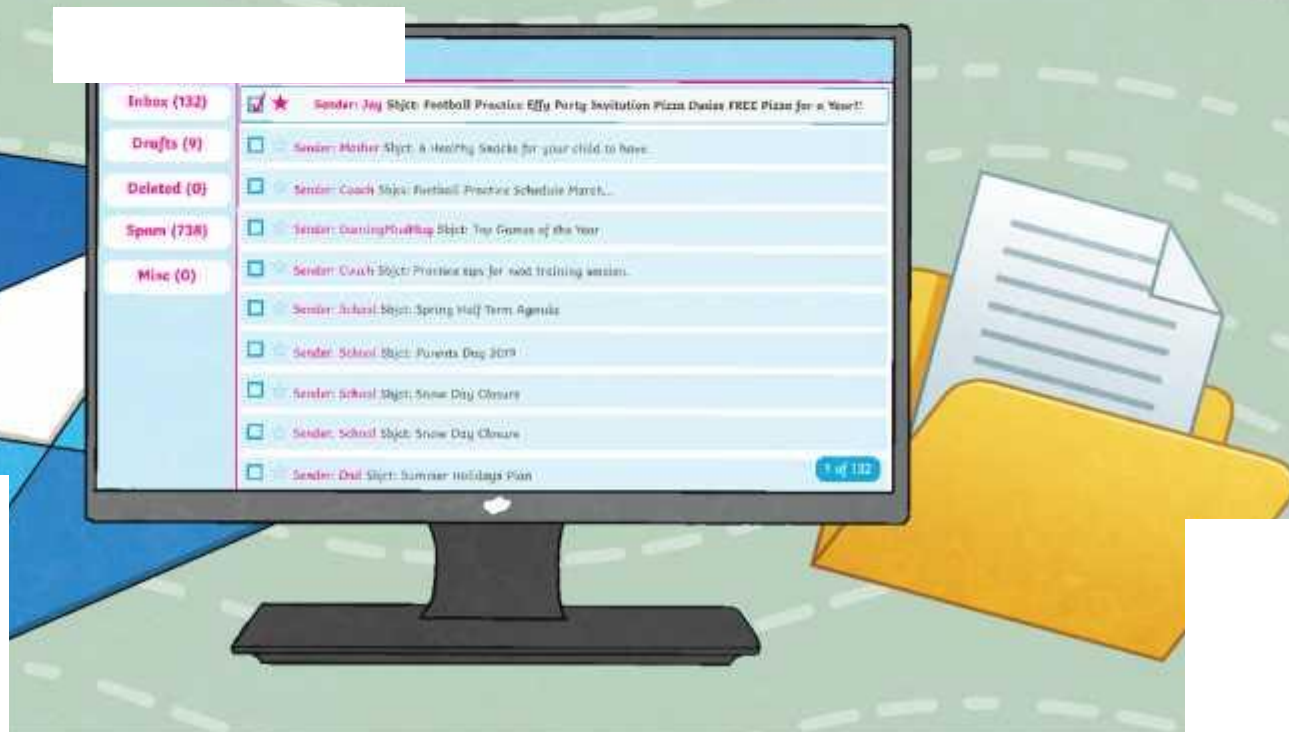 Inbox (132)
Drafts (9)
Deleted (0)
Spam (738)
Misc (0)
Sender: Jay Sbjct: Football Practice Effy Party Invitation Pizza FREE Pizza for a Year!!
Sender: Mother Sbjct: 6 Healthy Snacks for your child to have
Sender: Coach Sbjct: Football Practice Schedule March...
Sender: Sbjct: Top Games of the Year
Sender: Coach Sbjct: Practice tips for next training session.
Sender: School Sbjct: Spring Half Term Agenda
Sender: School Sbjct: Parents Day 2019
Sender: School Sbjct: Snow Day Closure
Sender: School Sbjct: Snow Day Closure
Sender: Dad Sbjct: Summer Holidays Plan
1 of 132